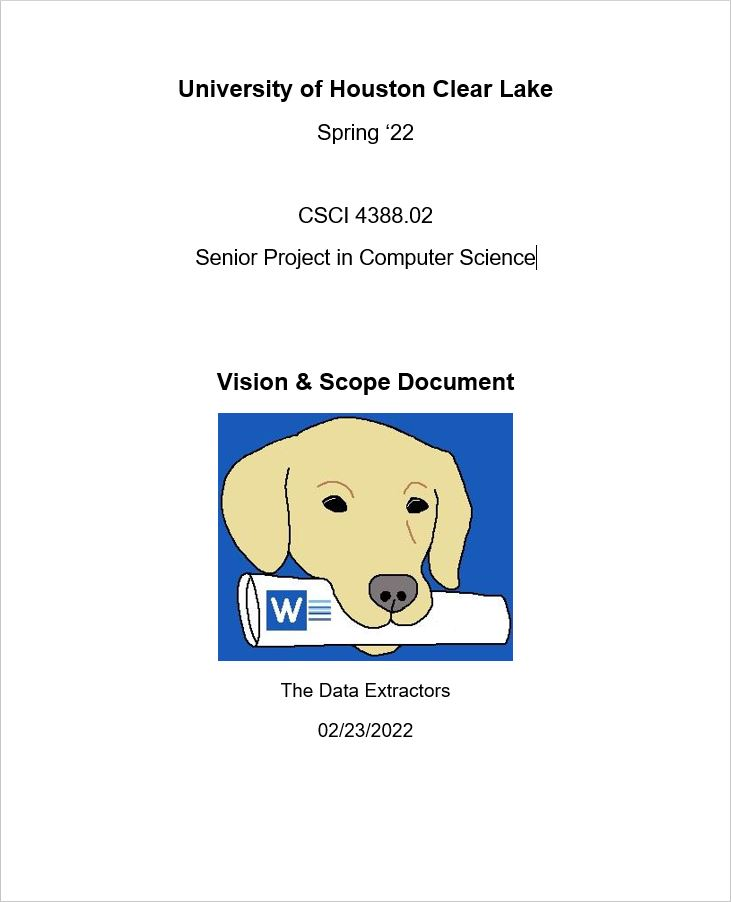 University of Houston Clear Lake
Spring ‘22
CSCI 4388.02
Senior Project in Computer Science
Vision & Scope Document
W
The Data Extractors
02/23/2022